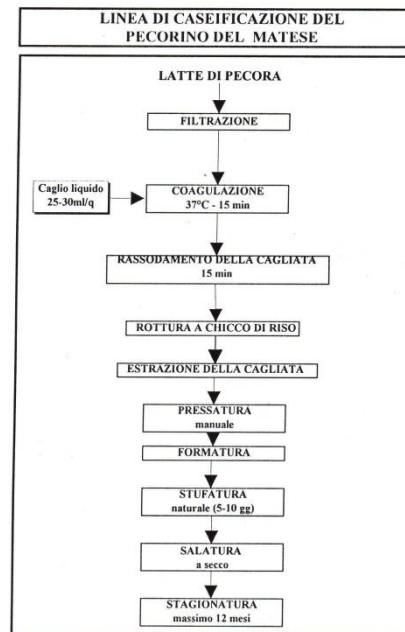 LINEA DI CASEIFICAZIONE DEL
PECORINO DEL MATESE
LATTE DI PECORA
FILTRAZIONE
Caglio liquido
25-30ml/q
COAGULAZIONE
37°C - 15 min
RASSODAMENTO DELLA CAGLIATA
15 min
ROTTURA A CHICCO DI RISO
ESTRAZIONE DELLA CAGLIATA
PRESSATURA
manuale
FORMATURA
STUFATURA
naturale (5-10 gg)
SALATURA
a secco
STAGIONATURA
massimo 12 mesi